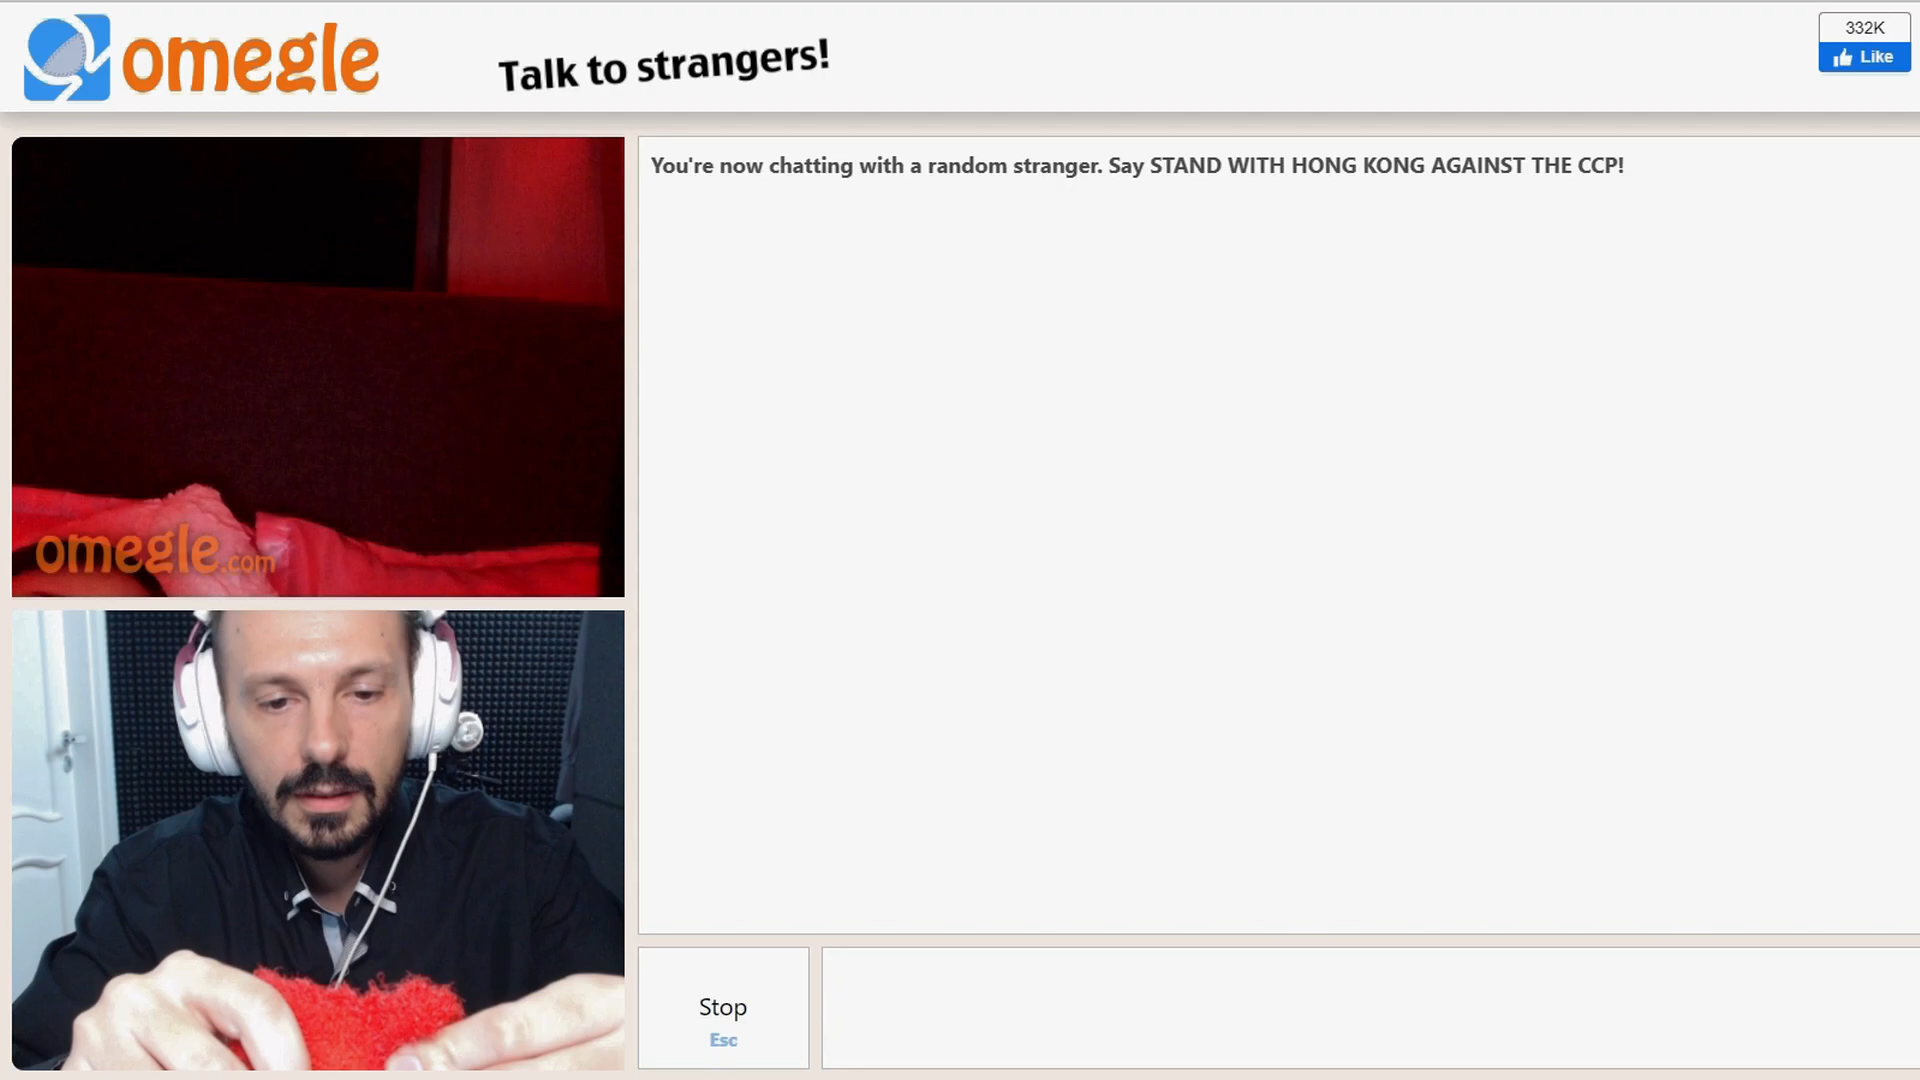 omegle
Talk to strangers!
332K
Like
You're now chatting with a random stranger. Say STAND WITH HONG KONG AGAINST THE CCP!
omegle.com
Stop
Esc